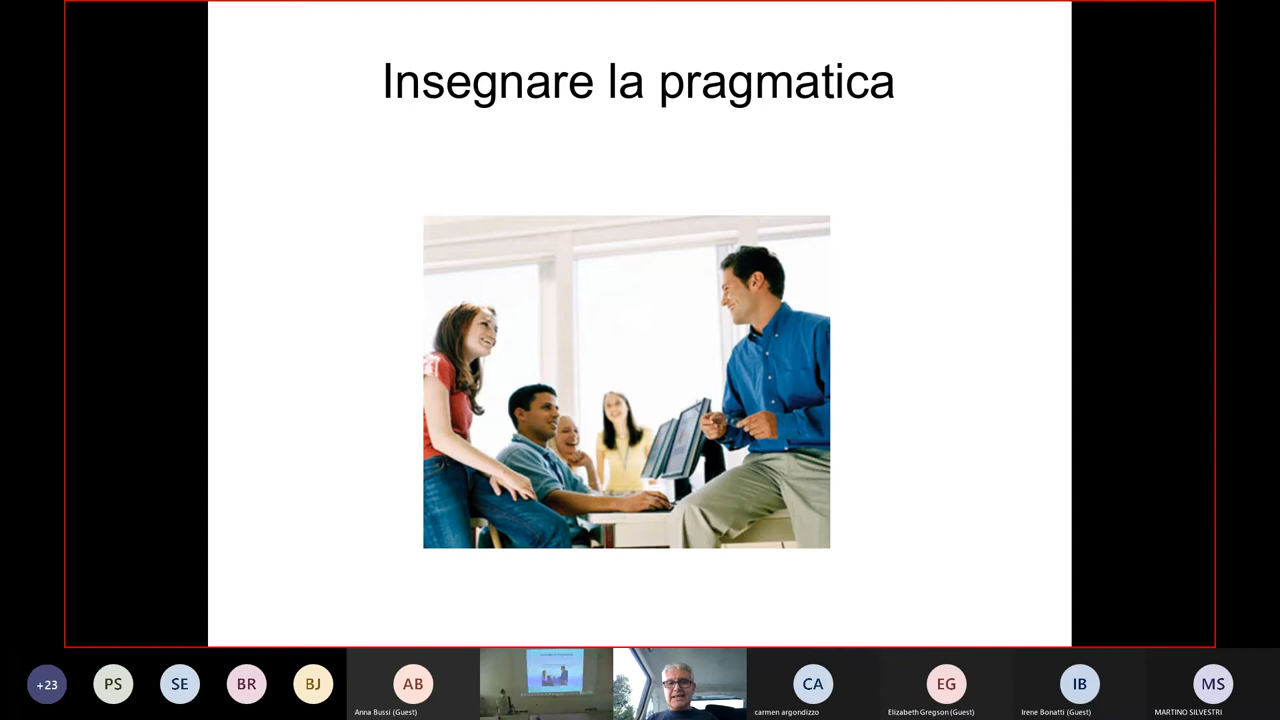 Insegnare la pragmatica
+23
PS
SE
BR
BJ
AB
CA
EG
IB
MS
Anna Bussi (Guest)
carmen argondizzo
Elizabeth Gregson (Guest)
Irene Bonatti (Guest)
MARTINO SILVESTRI